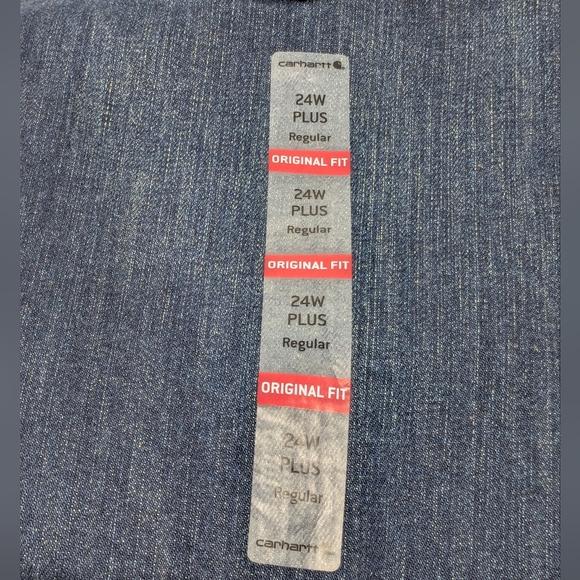 carhartt
24W
PLUS
Regular
ORIGINAL FIT
24W
PLUS
Regular
ORIGINAL FIT
24W
PLUS
Regular
ORIGINAL FIT
24W
PLUS
Regular
carhartt